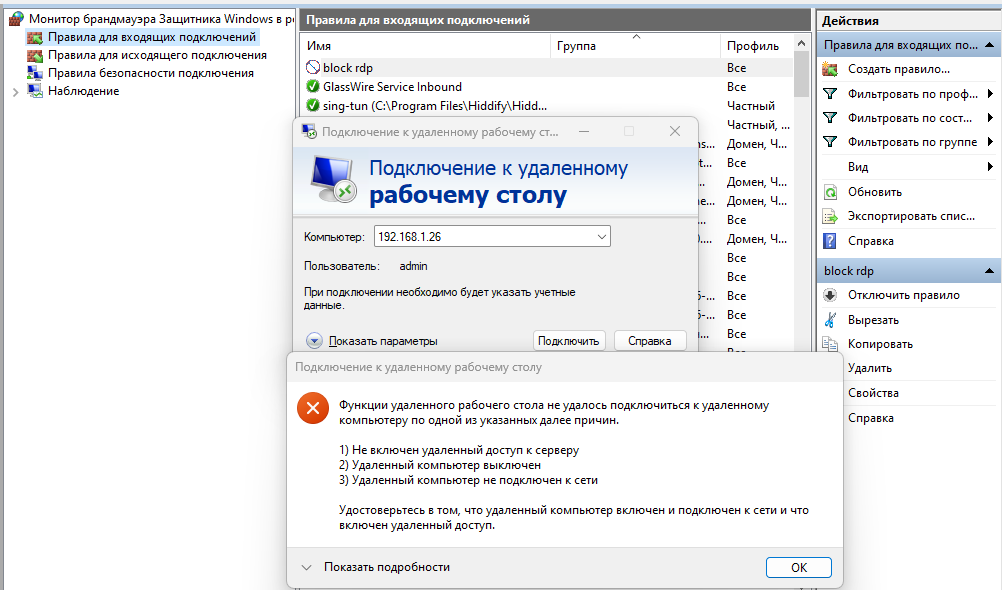 Монитор брандмауэра Защитника Windows в ре
Правила для входящих подключений
Правила для исходящего подключения
Правила безопасности подключения
Наблюдение
Правила для входящих подключений
Имя
Группа
Профиль
block rdp
Все
GlassWire Service Inbound
Все
sing-tun (C:\Program Files\Hiddify\Hidd...
Частный
Частный, ...
Домен, Ч...
Все
Домен, Ч...
Домен, Ч...
Все
Домен, Ч...
Все
Все
Все
Все
Все
Подключение к удаленному рабочему ст...
Подключение к удаленному
рабочему столу
Компьютер:
192.168.1.26
Пользователь:
admin
При подключении необходимо будет указать учетные
данные.
Показать параметры
Подключить
Справка
Подключение к удаленному рабочему столу
Функции удаленного рабочего стола не удалось подключиться к удаленному
компьютеру по одной из указанных далее причин.
1) Не включен удаленный доступ к серверу
2) Удаленный компьютер выключен
3) Удаленный компьютер не подключен к сети
Удостоверьтесь в том, что удаленный компьютер включен и подключен к сети и что
включен удаленный доступ.
Показать подробности
OK
Действия
Правила для входящих по...
Создать правило...
Фильтровать по проф...
Фильтровать по сост...
Фильтровать по группе
Вид
Обновить
Экспортировать спис...
Справка
block rdp
Отключить правило
Вырезать
Копировать
Удалить
Свойства
Справка